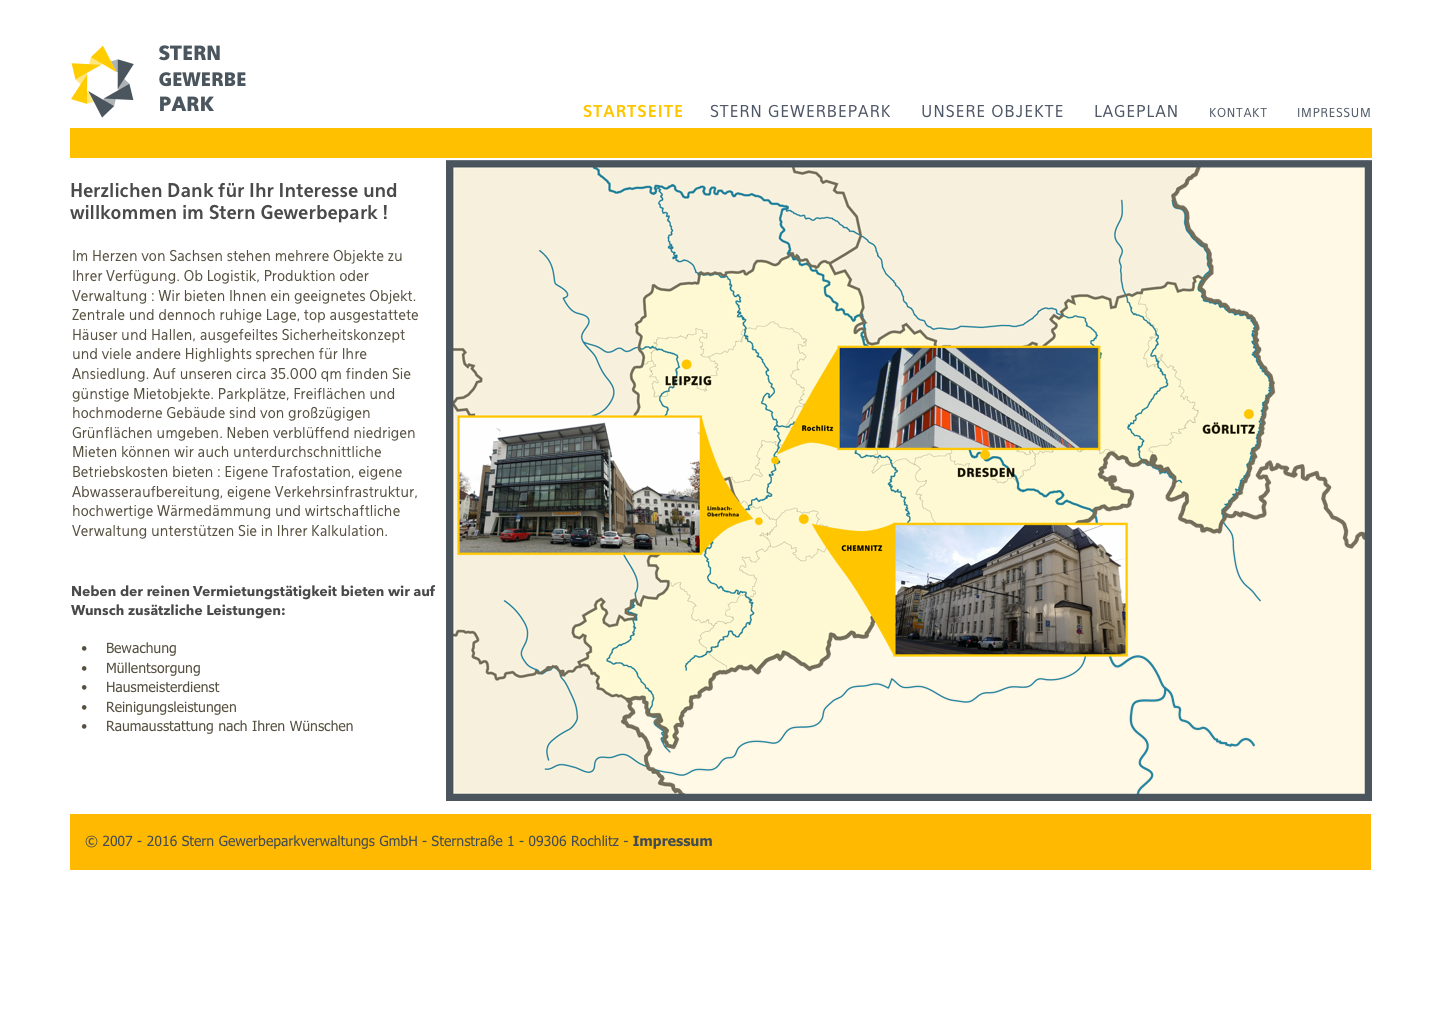 STERN
GEWERBE
PARK
STARTSEITE STERN GEWERBEPARK UNSERE OBJEKTE LAGEPLAN KONTAKT IMPRESSUM
Herzlichen Dank für Ihr Interesse und
willkommen im Stern Gewerbepark !
Im Herzen von Sachsen stehen mehrere Objekte zu
Ihrer Verfügung. Ob Logistik, Produktion oder
Verwaltung : Wir bieten Ihnen ein geeignetes Objekt.
Zentrale und dennoch ruhige Lage, top ausgestattete
Häuser und Hallen, ausgefeiltes Sicherheitskonzept
und viele andere Highlights sprechen für Ihre
Ansiedlung. Auf unseren circa 35.000 qm finden Sie
günstige Mietobjekte. Parkplätze, Freiflächen und
hochmoderne Gebäude sind von großzügigen
Grünflächen umgeben. Neben verblüffend niedrigen
Mieten können wir auch unterdurchschnittliche
Betriebskosten bieten : Eigene Trafostation, eigene
Abwasseraufbereitung, eigene Verkehrsinfrastruktur,
hochwertige Wärmedämmung und wirtschaftliche
Verwaltung unterstützen Sie in Ihrer Kalkulation.
Neben der reinen Vermietungstätigkeit bieten wir auf
Wunsch zusätzliche Leistungen:
• Bewachung
• Müllentsorgung
• Hausmeisterdienst
• Reinigungsleistungen
• Raumausstattung nach Ihren Wünschen
LEIPZIG
Rochlitz
GÖRLITZ
DRESDEN
Limbach-
Oberfrohna
CHEMNITZ
© 2007 - 2016 Stern Gewerbeparkverwaltungs GmbH - Sternstraße 1 - 09306 Rochlitz - Impressum